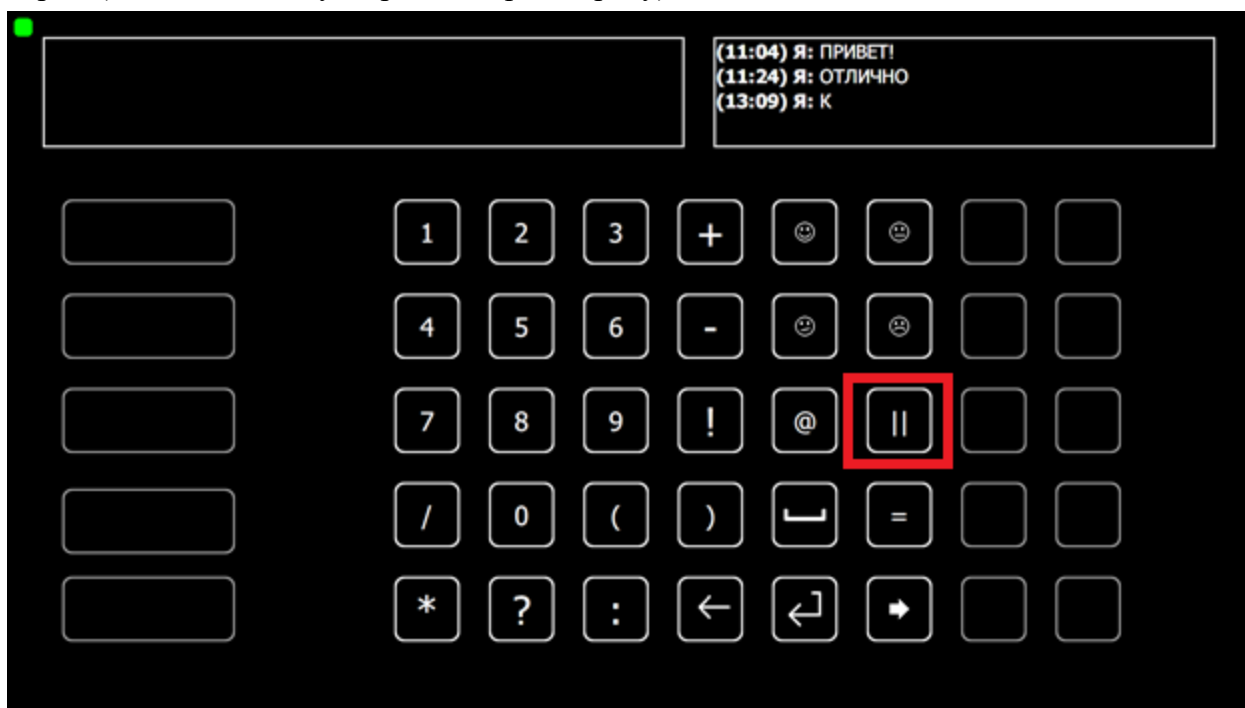 (11:04) Я: ПРИВЕТ!
(11:24) Я: ОТЛИЧНО
(13:09) Я: К
1 2 3 + ☺ 😐
4 5 6 - 😕 ☹
7 8 9 ! @ ||
/ 0 ( ) ⎵ =
* ? : ← ↵ ➡